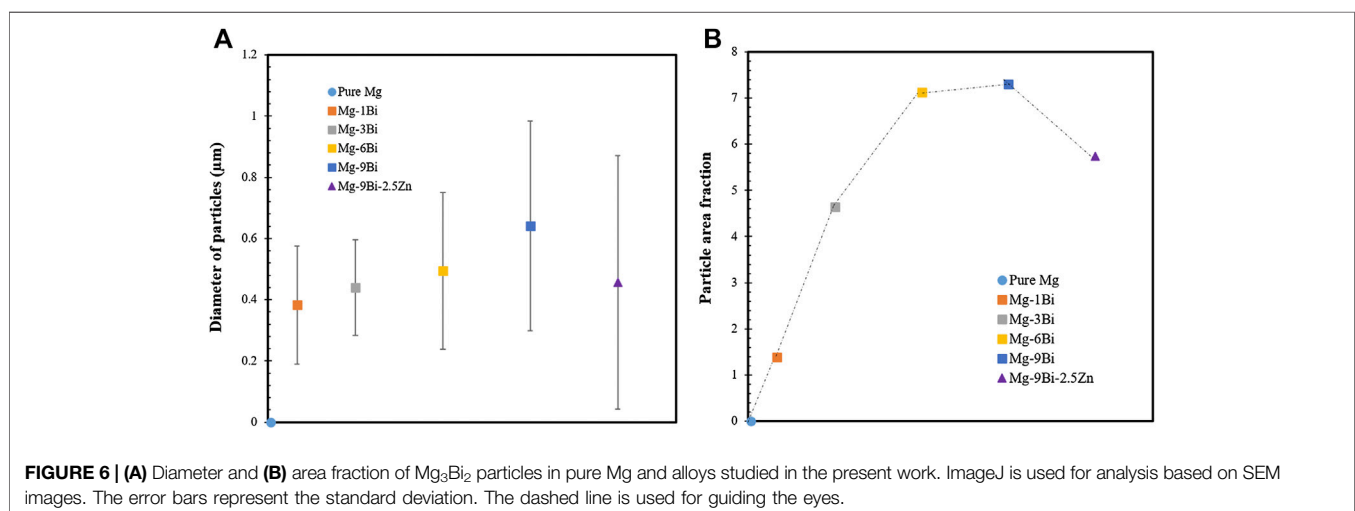 A
Diameter of particles (µm)
1.2
1
0.8
0.6
0.4
0.2
0
Pure Mg
Mg-1Bi
Mg-3Bi
Mg-6Bi
Mg-9Bi
Mg-9Bi-2.5Zn
B
Particle area fraction
8
7
6
5
4
3
2
1
0
Pure Mg
Mg-1Bi
Mg-3Bi
Mg-6Bi
Mg-9Bi
Mg-9Bi-2.5Zn
FIGURE 6 | (A) Diameter and (B) area fraction of Mg₃Bi₂ particles in pure Mg and alloys studied in the present work. ImageJ is used for analysis based on SEM
images. The error bars represent the standard deviation. The dashed line is used for guiding the eyes.